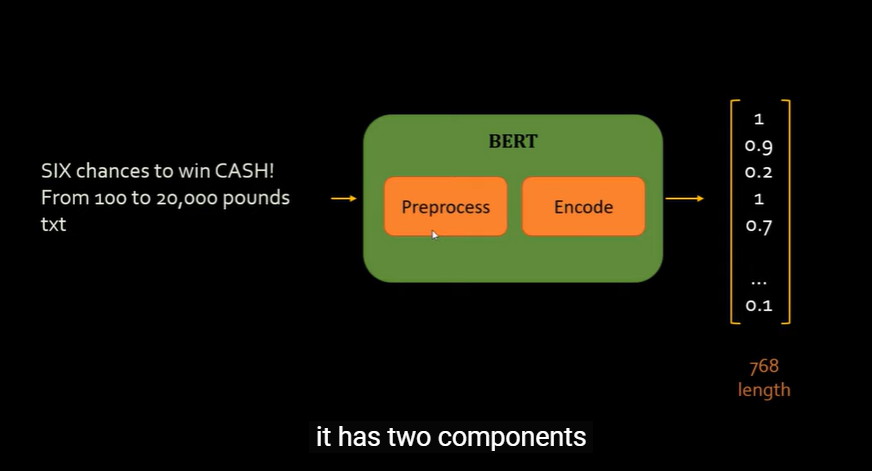 SIX chances to win CASH!
From 100 to 20,000 pounds
txt
BERT
Preprocess
Encode
1
0.9
0.2
1
0.7
...
0.1
768
length
it has two components